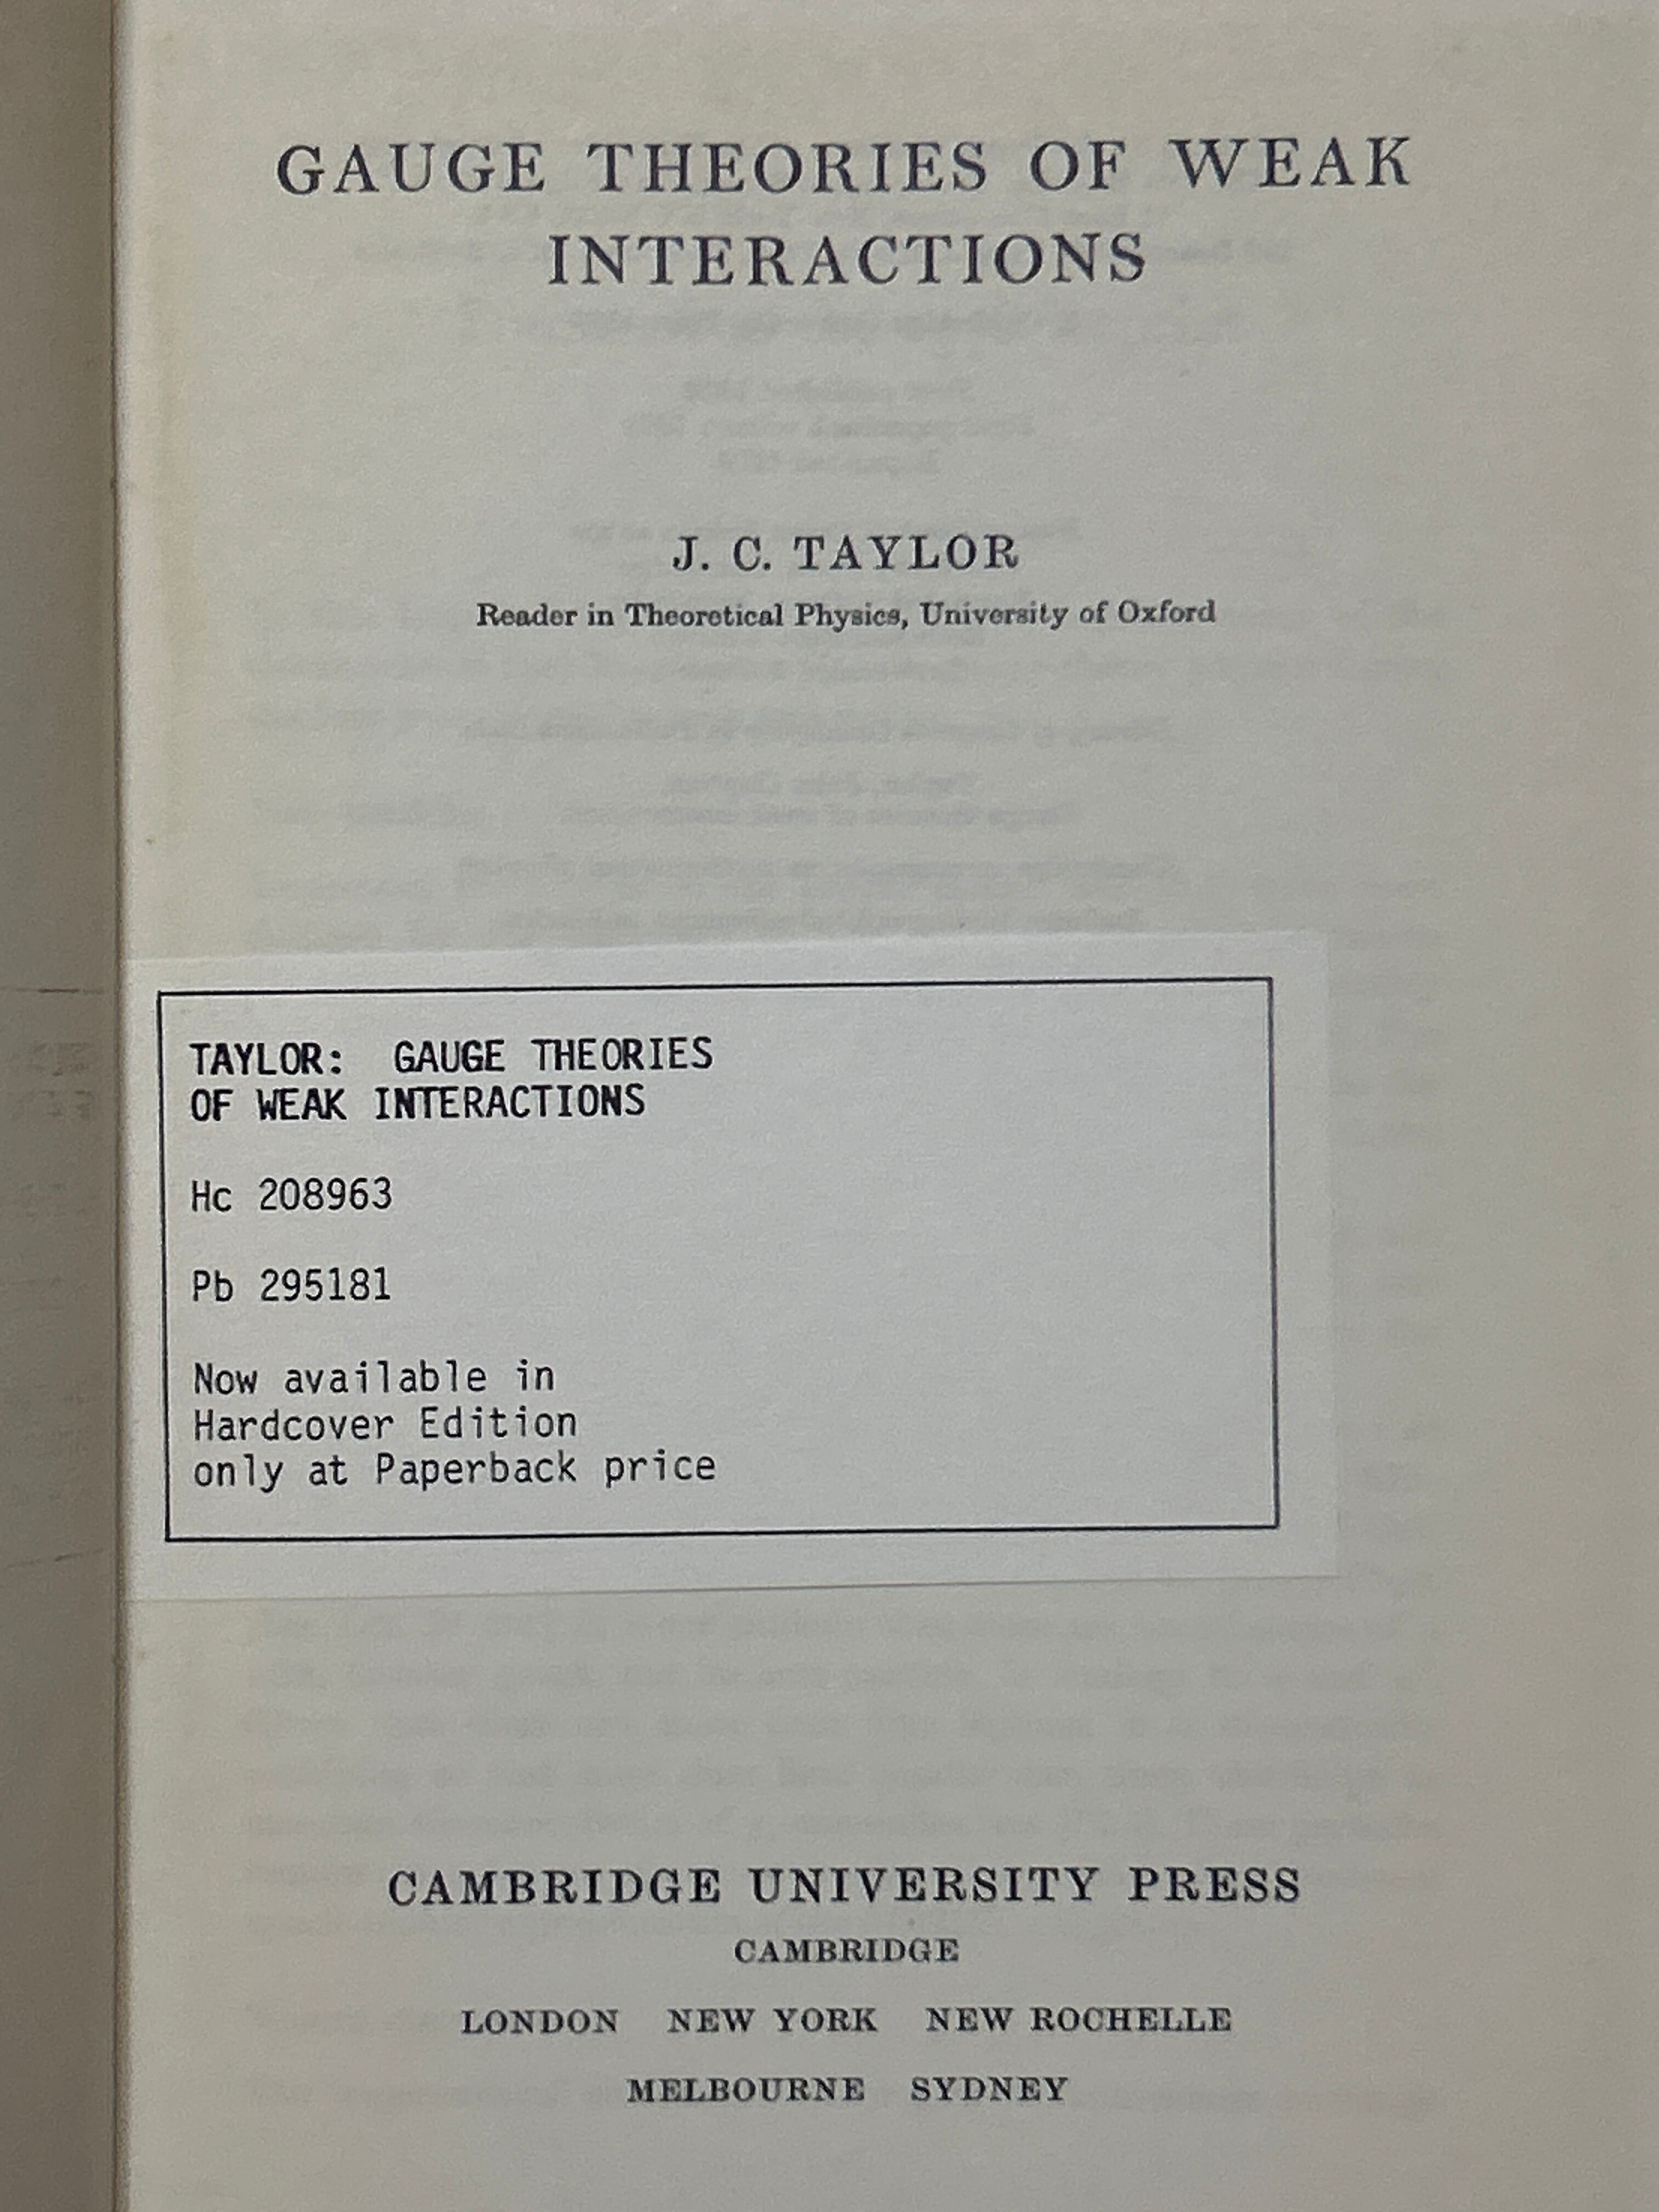 GAUGE THEORIES OF WEAK
INTERACTIONS
J. C. TAYLOR
Reader in Theoretical Physics, University of Oxford
TAYLOR: GAUGE THEORIES
OF WEAK INTERACTIONS
Hc 208963
Pb 295181
Now available in
Hardcover Edition
only at Paperback price
CAMBRIDGE UNIVERSITY PRESS
CAMBRIDGE
LONDON NEW YORK NEW ROCHELLE
MELBOURNE SYDNEY